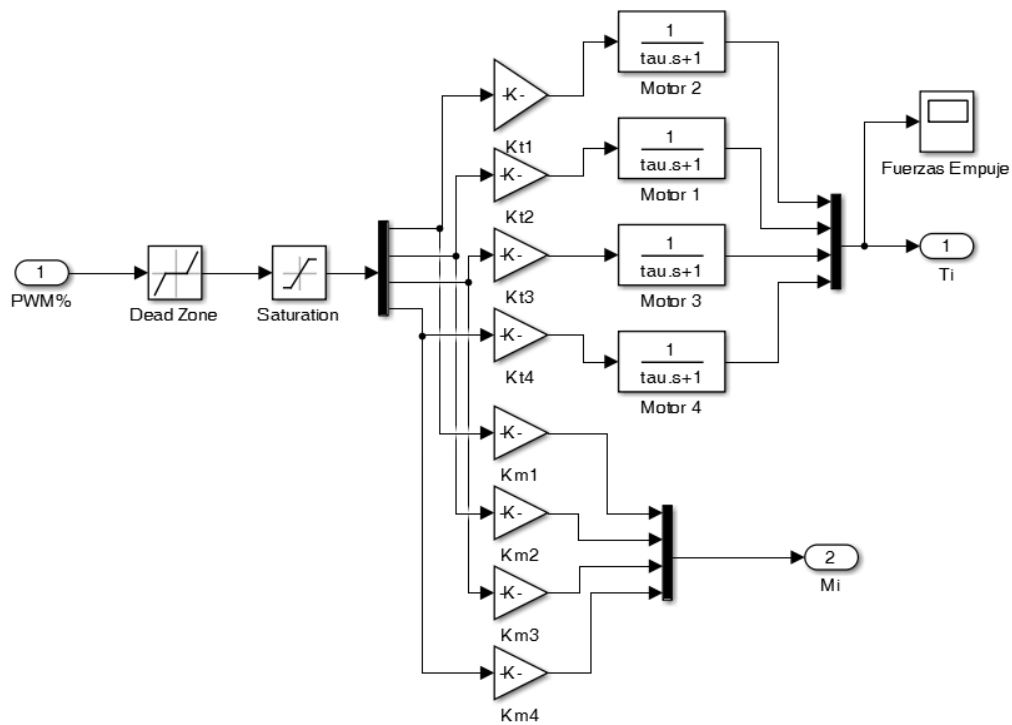 1
tau.s+1
Motor 2
-K-
Kt1
1
tau.s+1
Motor 1
Fuerzas Empuje
-K-
Kt2
1
PWM%
Dead Zone
Saturation
-K-
Kt3
1
tau.s+1
Motor 3
1
Ti
-K-
Kt4
1
tau.s+1
Motor 4
-K-
Km1
-K-
Km2
2
Mi
-K-
Km3
-K-
Km4